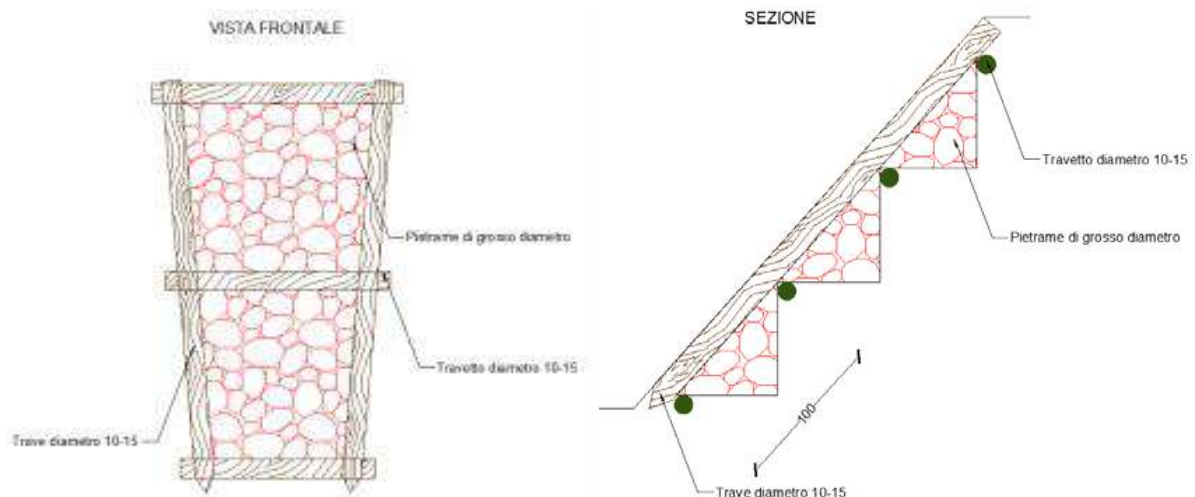 VISTA FRONTALE
Pietrame di grosso diametro
Travetto diametro 10-15
Trave diametro 10-15
SEZIONE
Travetto diametro 10-15
Pietrame di grosso diametro
100
Trave diametro 10-15